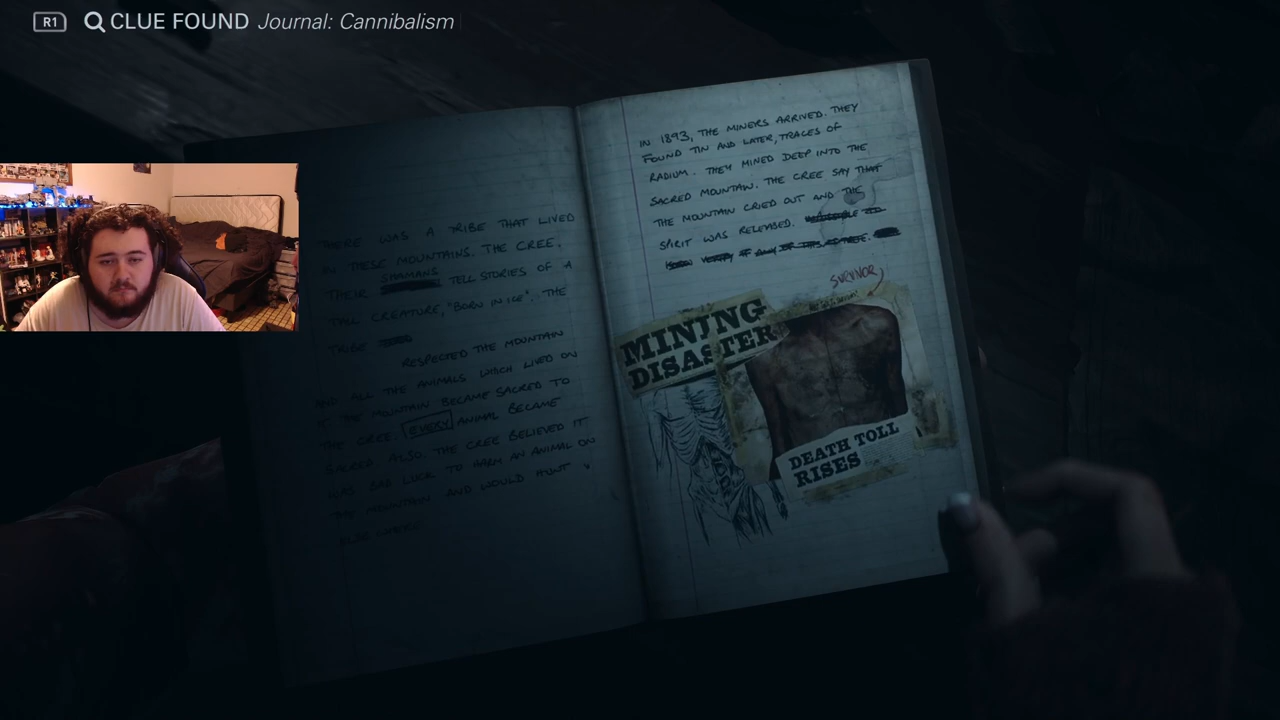 R1 CLUE FOUND Journal: Cannibalism
THERE WAS A TRIBE THAT LIVED
IN THESE MOUNTAINS. THE CREE.
SHAMANS
THEIR TELL STORIES OF A
TALL CREATURE, "BORN IN ICE". THE
TRIBE
RESPECTED THE MOUNTAIN
AND ALL THE ANIMALS WHICH LIVED ON
IT. THE MOUNTAIN BECAME SACRED TO
THE CREE. EVERY ANIMAL BECAME
SACRED ALSO. THE CREE BELIEVED IT
WAS BAD LUCK TO HARM AN ANIMAL ON
THE MOUNTAIN AND WOULD HUNT
ELSEWHERE
IN 1893, THE MINERS ARRIVED. THEY
FOUND TIN AND LATER, TRACES OF
RADIUM. THEY MINED DEEP INTO THE
SACRED MOUNTAIN. THE CREE SAY THAT
THE MOUNTAIN CRIED OUT AND THE
SPIRIT WAS RELEASED.
SURVIVOR
MINING
DISASTER
DEATH TOLL
RISES